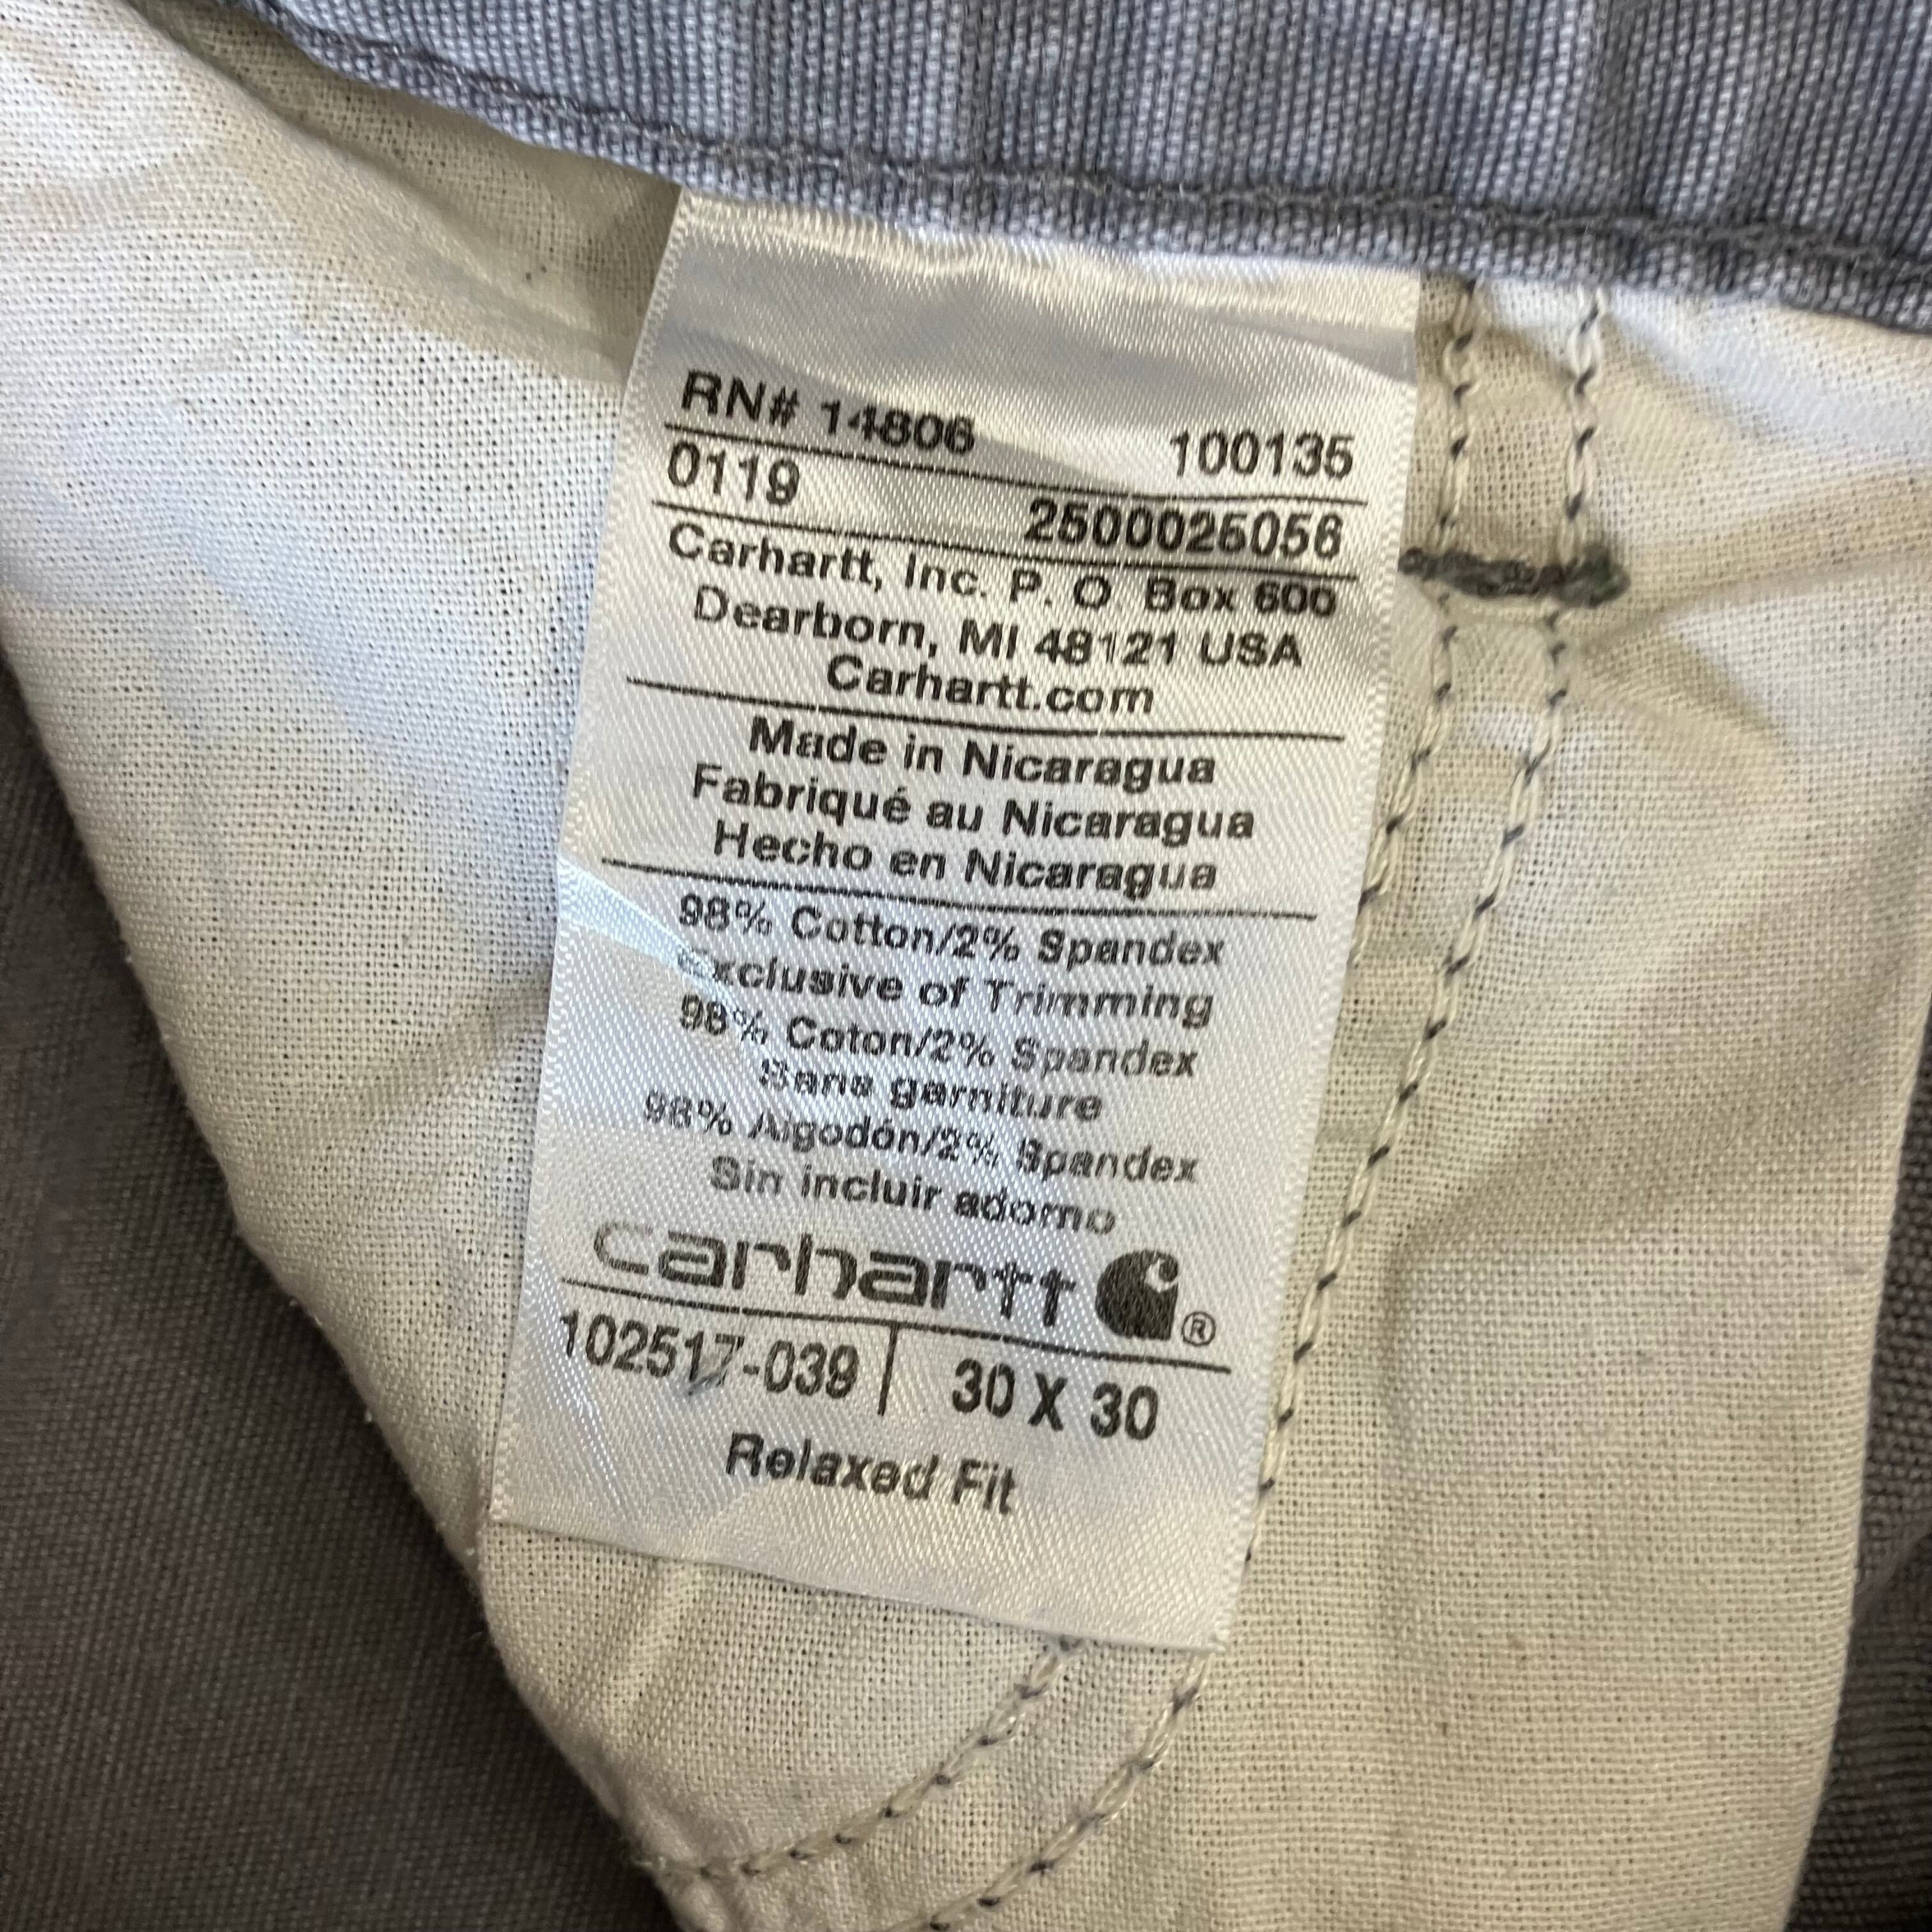 RN# 14806 100135
0119 2500025056
Carhartt, Inc. P. O. Box 600
Dearborn, MI 48121 USA
Carhartt.com
Made in Nicaragua
Fabriqué au Nicaragua
Hecho en Nicaragua
98% Cotton/2% Spandex
Exclusive of Trimming
98% Coton/2% Spandex
Sans garniture
98% Algodón/2% Spandex
Sin incluir adorno
carhartt ®
102517-039 | 30 X 30
Relaxed Fit